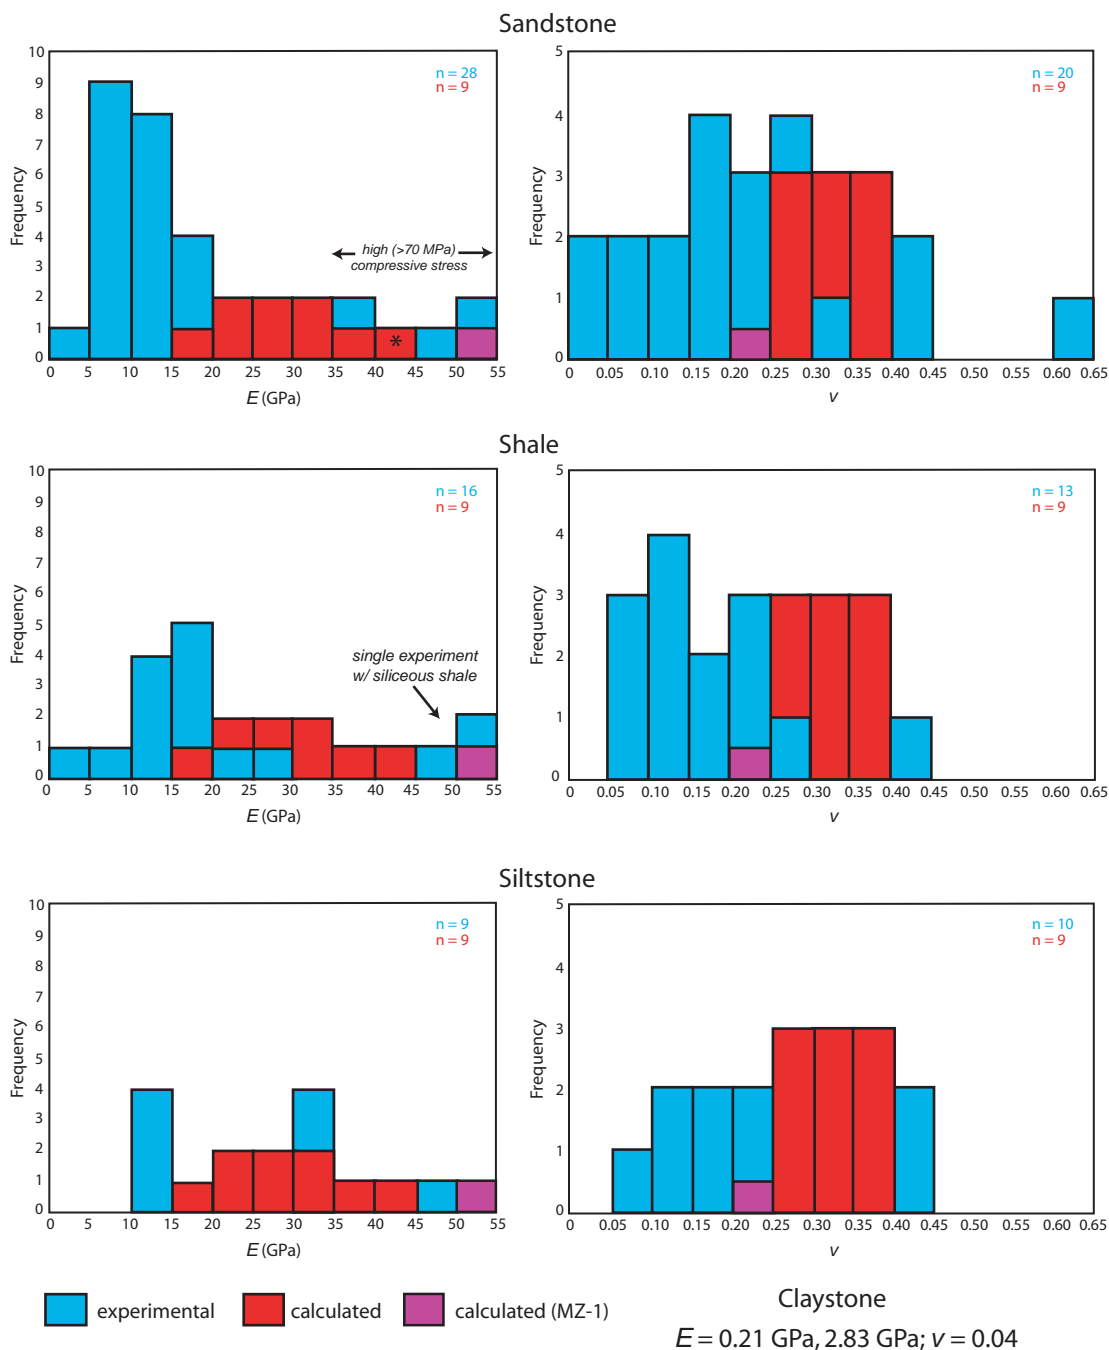 Sandstone
10
9
8
7
6
5
4
3
2
1
0
Frequency
n = 28
n = 9
high (>70 MPa)
compressive stress
*
0 5 10 15 20 25 30 35 40 45 50 55
E (GPa)
5
4
3
2
1
0
Frequency
n = 20
n = 9
0 0.05 0.10 0.15 0.20 0.25 0.30 0.35 0.40 0.45 0.50 0.55 0.60 0.65
ν
Shale
10
9
8
7
6
5
4
3
2
1
0
Frequency
n = 16
n = 9
single experiment
w/ siliceous shale
0 5 10 15 20 25 30 35 40 45 50 55
E (GPa)
5
4
3
2
1
0
Frequency
n = 13
n = 9
0 0.05 0.10 0.15 0.20 0.25 0.30 0.35 0.40 0.45 0.50 0.55 0.60 0.65
ν
Siltstone
10
9
8
7
6
5
4
3
2
1
0
Frequency
n = 9
n = 9
0 5 10 15 20 25 30 35 40 45 50 55
E (GPa)
5
4
3
2
1
0
Frequency
n = 10
n = 9
0 0.05 0.10 0.15 0.20 0.25 0.30 0.35 0.40 0.45 0.50 0.55 0.60 0.65
ν
experimental
calculated
calculated (MZ-1)
Claystone
E = 0.21 GPa, 2.83 GPa; ν = 0.04